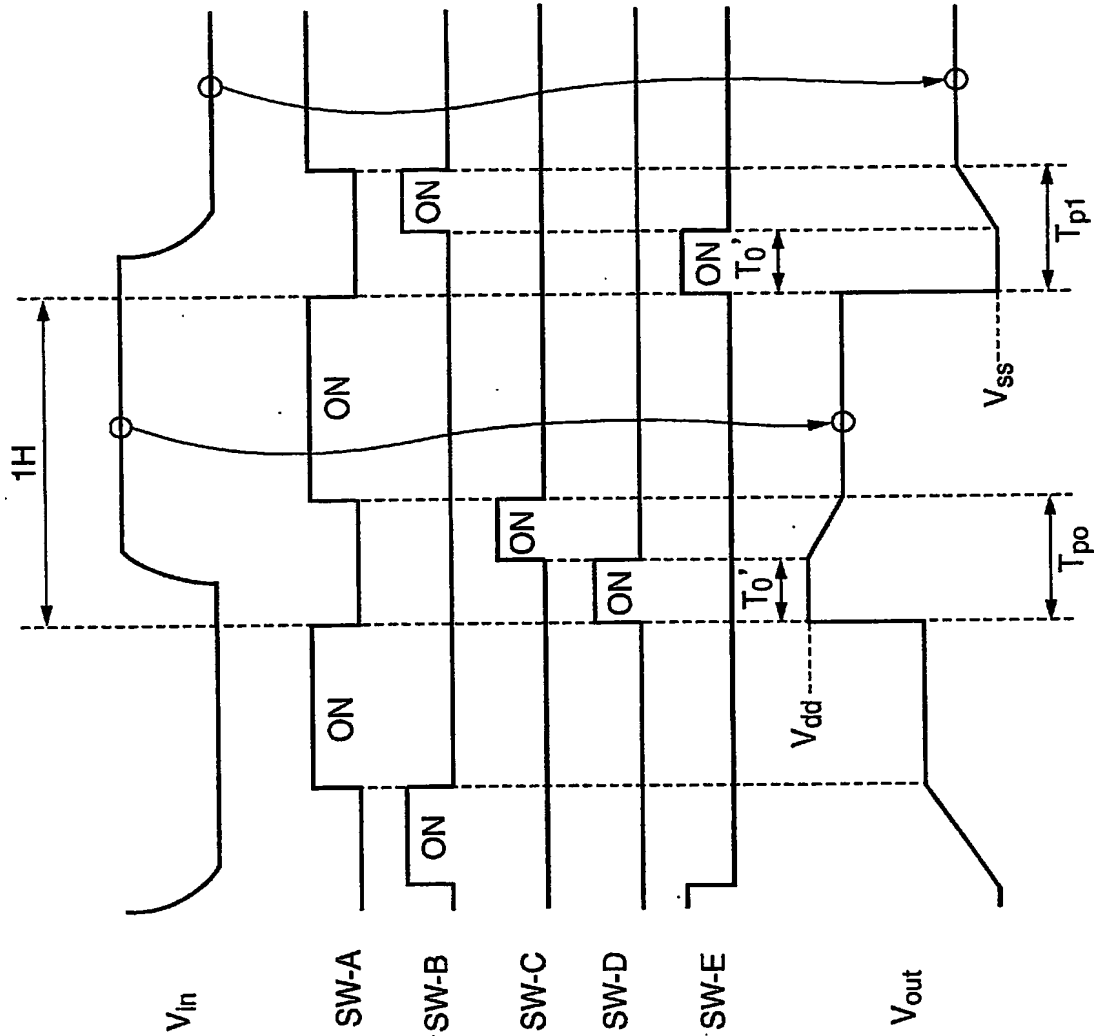 1H
Vin
SW-A
ON
ON
SW-B
ON
ON
SW-C
ON
SW-D
ON
SW-E
ON
T0'
T0'
Vdd
Vss
Vout
Tpo
Tp1